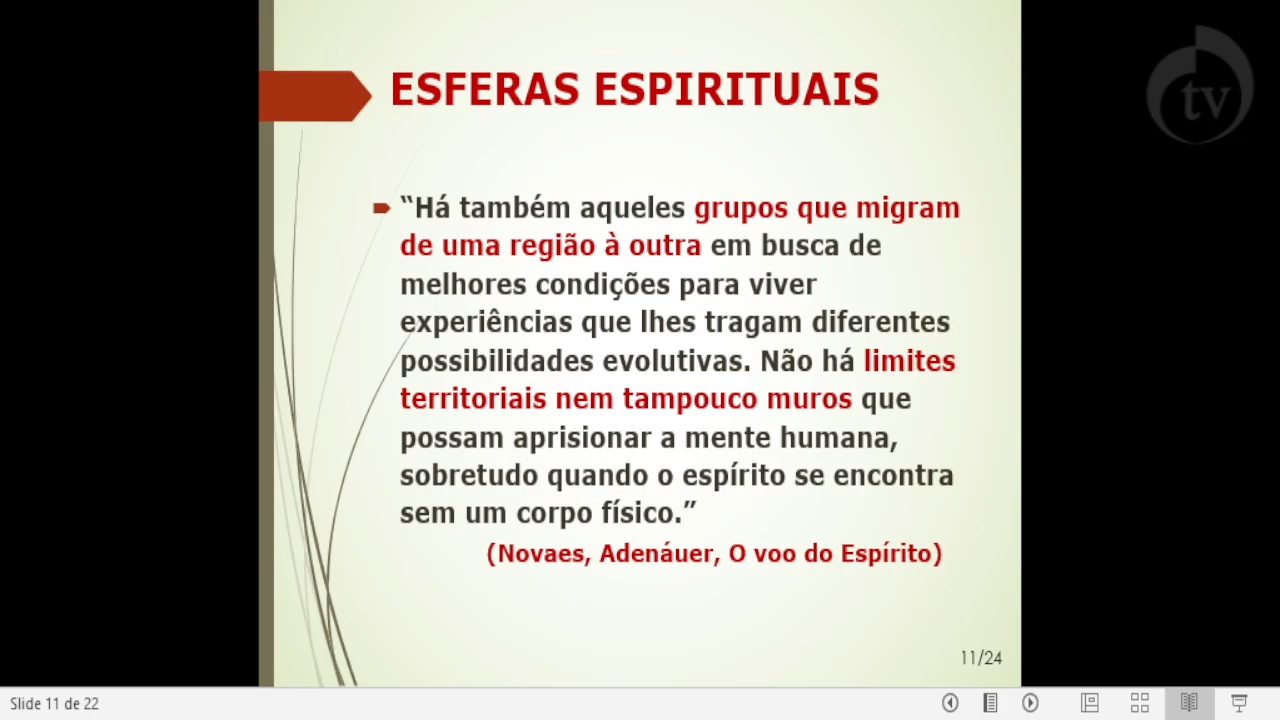 tv
ESFERAS ESPIRITUAIS
“Há também aqueles grupos que migram
de uma região à outra em busca de
melhores condições para viver
experiências que lhes tragam diferentes
possibilidades evolutivas. Não há limites
territoriais nem tampouco muros que
possam aprisionar a mente humana,
sobretudo quando o espírito se encontra
sem um corpo físico.”
(Novaes, Adenáuer, O voo do Espírito)
11/24
Slide 11 de 22